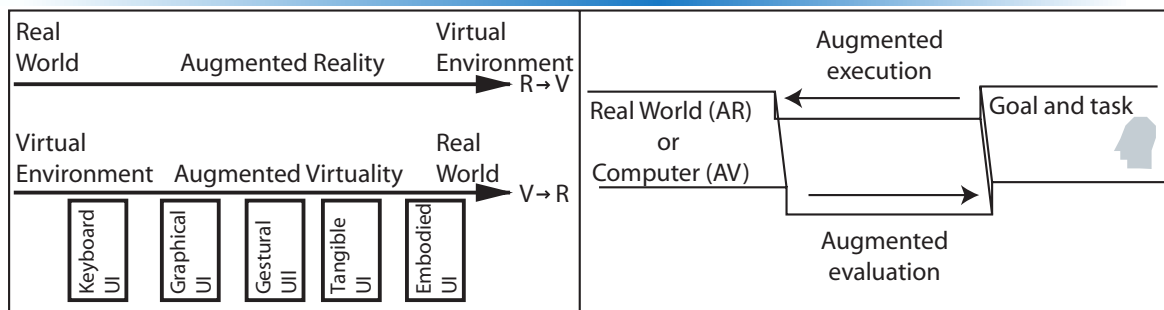 Real
World
Augmented Reality
Virtual
Environment
R→V
Virtual
Environment
Augmented Virtuality
Real
World
V→R
Keyboard
UI
Graphical
UI
Gestural
UII
Tangible
UI
Embodied
UI
Augmented
execution
Real World (AR)
or
Computer (AV)
Goal and task
Augmented
evaluation